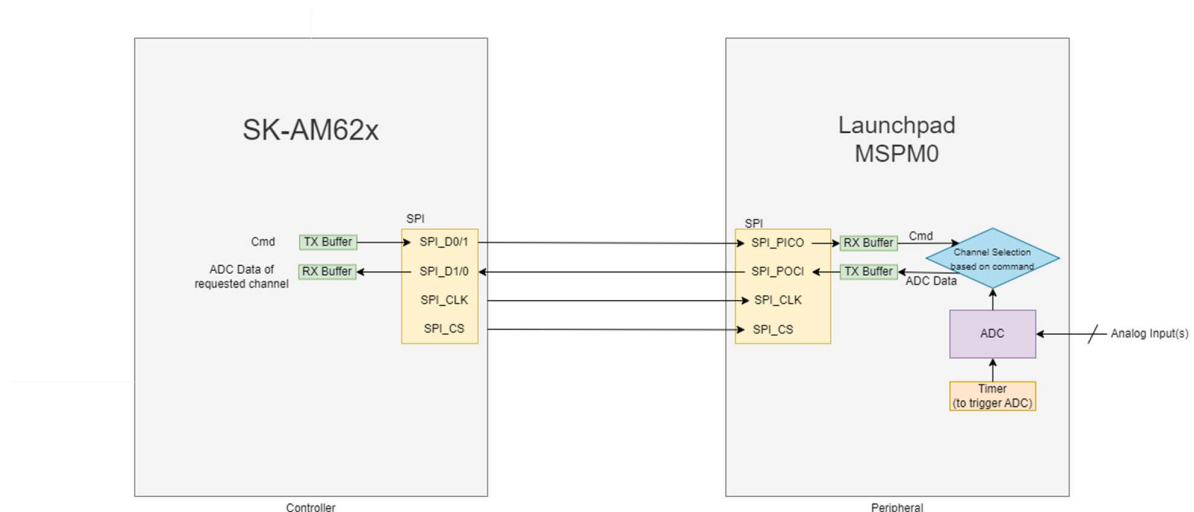 SK-AM62x
Launchpad
MSPM0
SPI
Cmd
TX Buffer
SPI_D0/1
ADC Data of
requested channel
RX Buffer
SPI_D1/0
SPI_CLK
SPI_CS
SPI
SPI_PICO
RX Buffer
Cmd
Channel Selection
based on command
SPI_POCI
TX Buffer
ADC Data
SPI_CLK
SPI_CS
ADC
Analog Input(s)
Timer
(to trigger ADC)
Controller
Peripheral